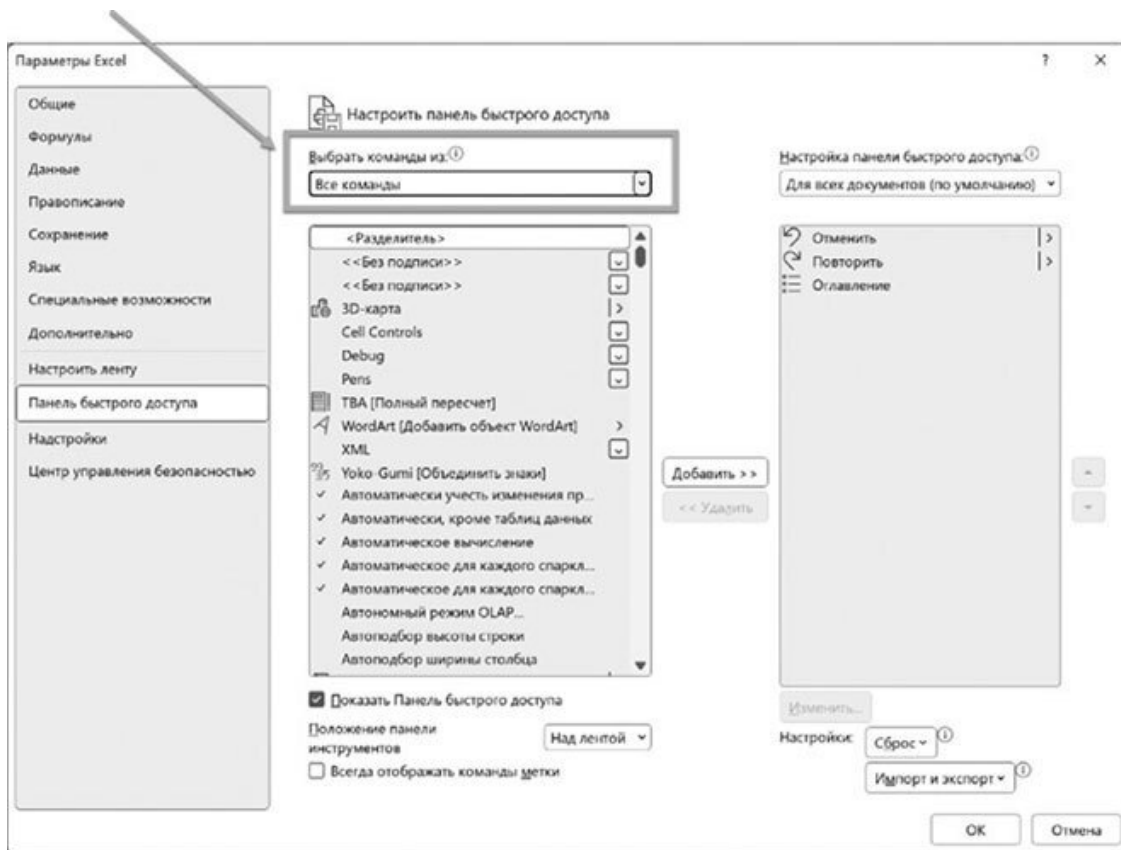 Параметры Excel
?
×
Общие
Формулы
Данные
Правописание
Сохранение
Язык
Специальные возможности
Дополнительно
Настроить ленту
Панель быстрого доступа
Надстройки
Центр управления безопасностью
Настроить панель быстрого доступа
Выбрать команды из:
Все команды
<Разделитель>
<<Без подписи>>
<<Без подписи>>
3D-карта
Cell Controls
Debug
Pens
TBA [Полный пересчет]
WordArt [Добавить объект WordArt]
XML
Yoko-Gumi [Объединить знаки]
Автоматически учесть изменения пр...
Автоматически, кроме таблиц данных
Автоматическое вычисление
Автоматическое для каждого спаркл...
Автоматическое для каждого спаркл...
Автономный режим OLAP...
Автоподбор высоты строки
Автоподбор ширины столбца
Показать Панель быстрого доступа
Положение панели
инструментов
Над лентой
Всегда отображать команды метки
Добавить >>
<< Удалить
Настройка панели быстрого доступа:
Для всех документов (по умолчанию)
Отменить
Повторить
Оглавление
Изменить...
Настройки:
Сброс
Импорт и экспорт
ОК
Отмена